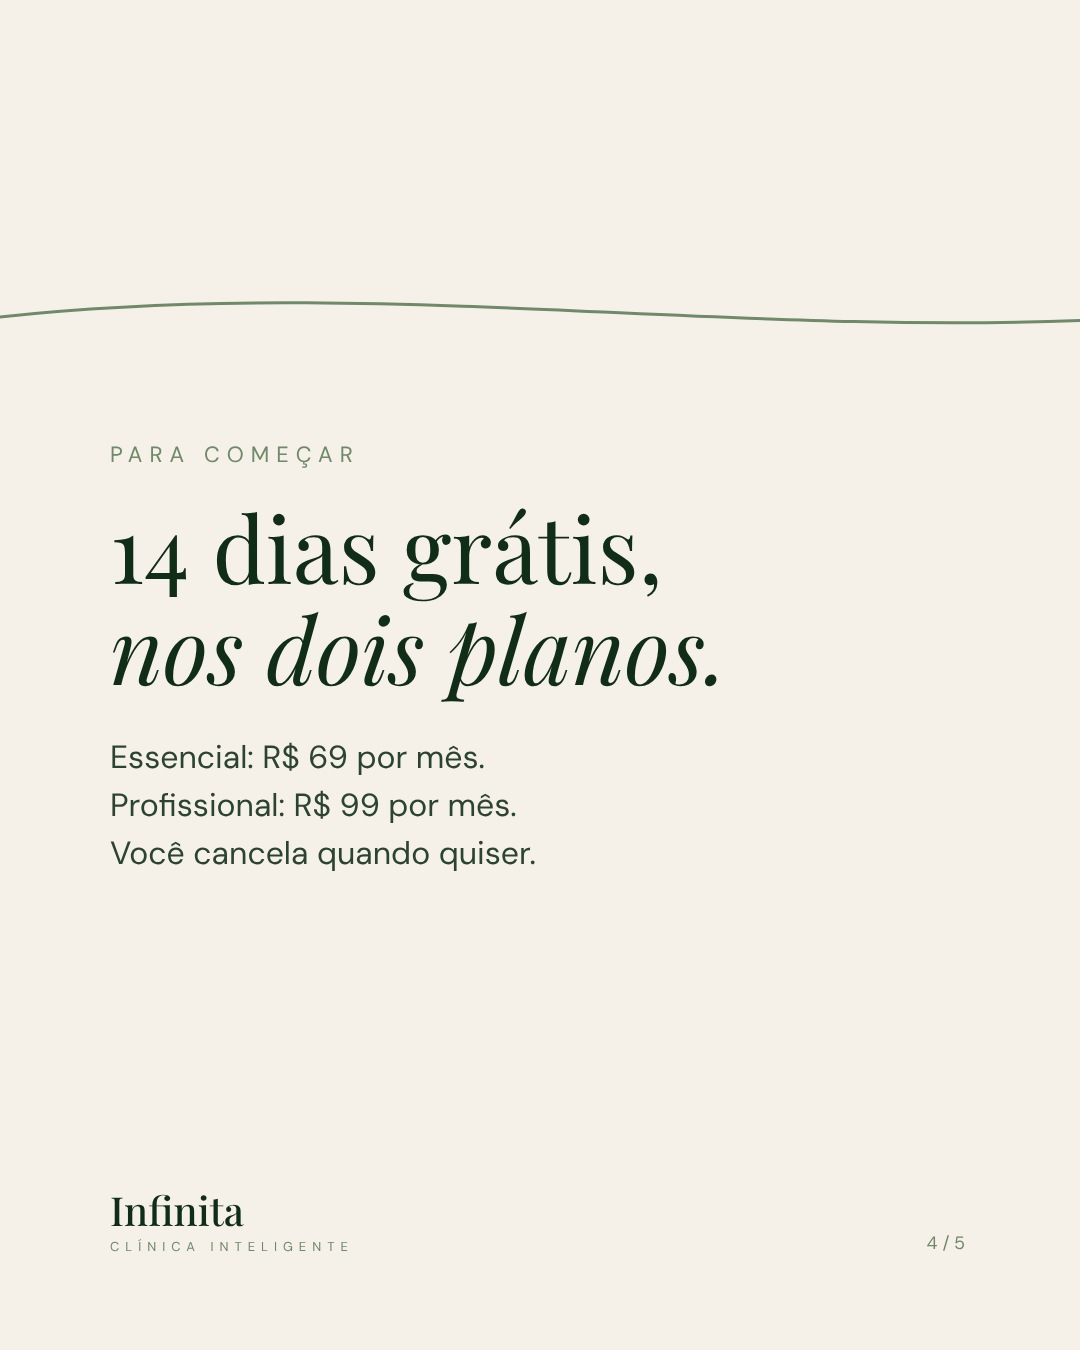 PARA COMEÇAR
14 dias grátis,
nos dois planos.
Essencial: R$ 69 por mês.
Profissional: R$ 99 por mês.
Você cancela quando quiser.
Infinita
CLÍNICA INTELIGENTE
4 / 5